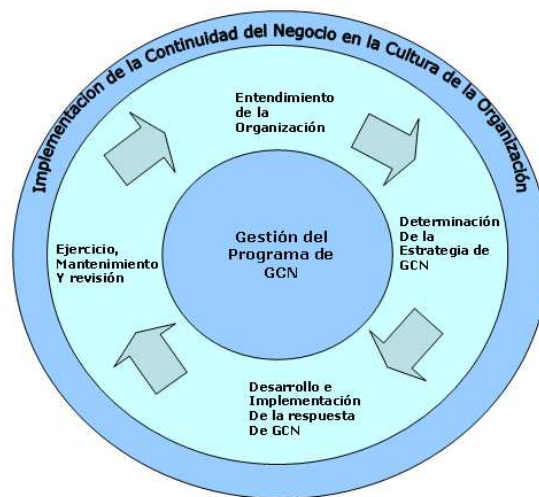 Implementacion de la Continuidad del Negocio en la Cultura de la Organización
Entendimiento
de la
Organización
Determinación
De la
Estrategia de
GCN
Gestión del
Programa de
GCN
Ejercicio,
Mantenimiento
Y revisión
Desarrollo e
Implementación
De la respuesta
De GCN